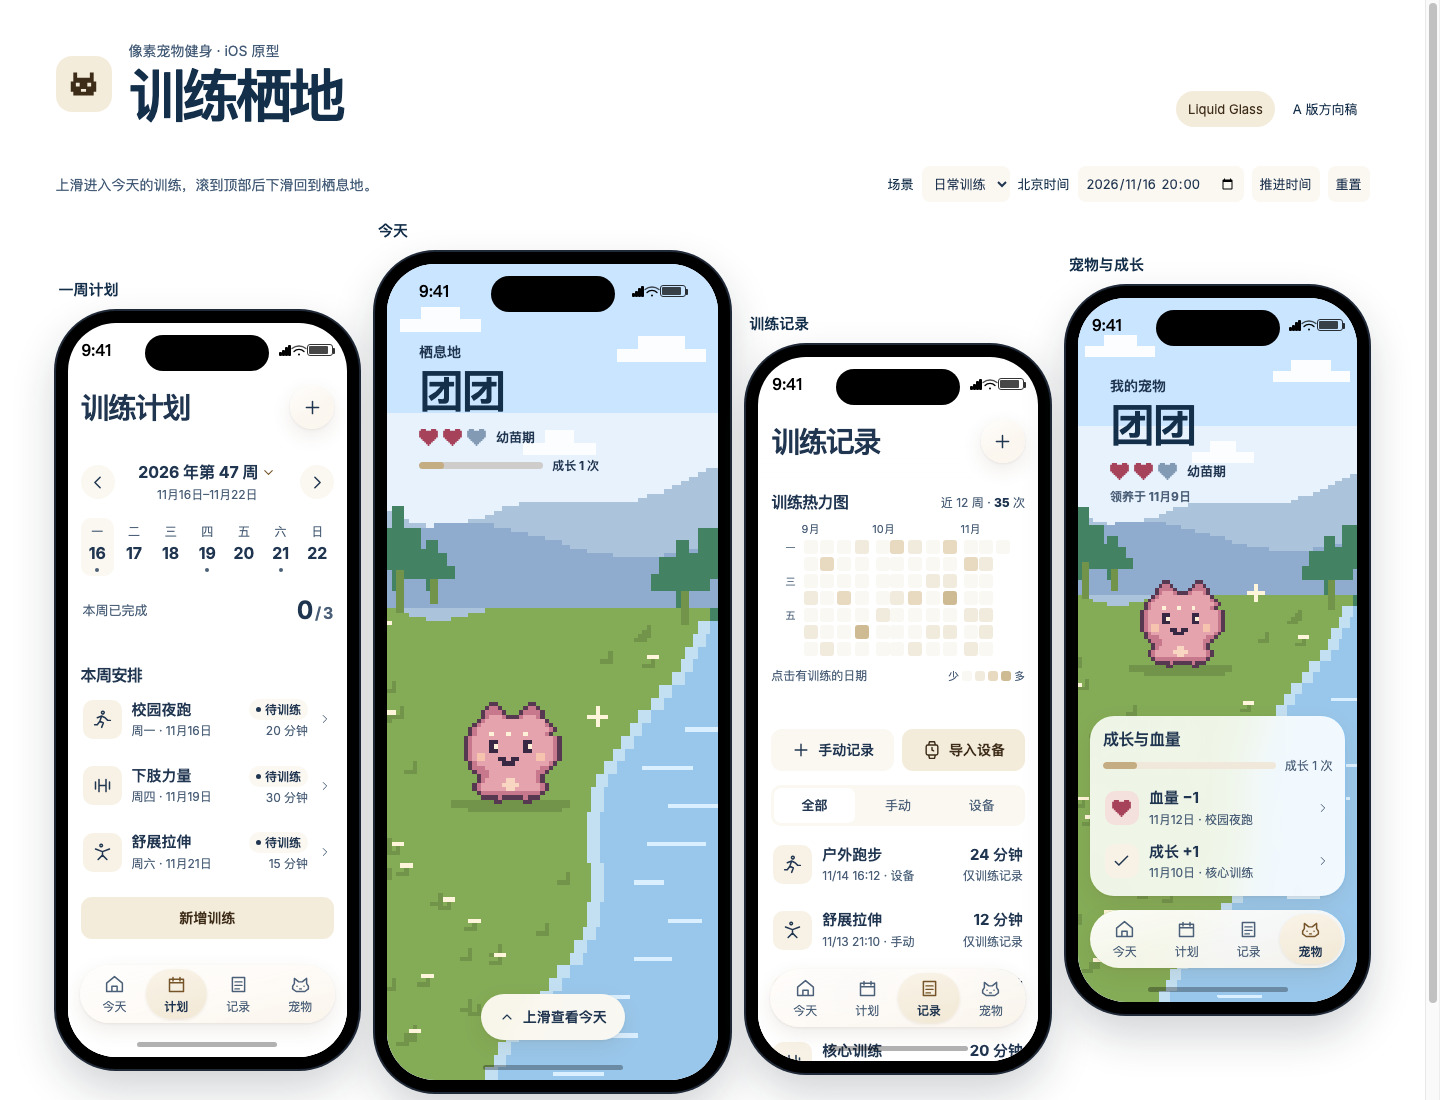 像素宠物健身 · iOS 原型
训练栖地
Liquid Glass
A 版方向稿
上滑进入今天的训练，滚到顶部后下滑回到栖息地。
场景
日常训练
北京时间
2026/11/16 20:00
推进时间
重置
一周计划
9:41
训练计划
2026 年第 47 周
11月16日–11月22日
一 二 三 四 五 六 日
16 17 18 19 20 21 22
本周已完成
0/3
本周安排
校园夜跑
待训练
周一 · 11月16日
20 分钟
下肢力量
待训练
周四 · 11月19日
30 分钟
舒展拉伸
待训练
周六 · 11月21日
15 分钟
新增训练
今天 计划 记录 宠物
今天
9:41
栖息地
团团
幼苗期
成长 1 次
上滑查看今天
训练记录
9:41
训练记录
训练热力图
近 12 周 · 35 次
9月 10月 11月
一
三
五
点击有训练的日期
少 多
手动记录
导入设备
全部 手动 设备
户外跑步
24 分钟
11/14 16:12 · 设备
仅训练记录
舒展拉伸
12 分钟
11/13 21:10 · 手动
仅训练记录
今天 计划 记录 宠物
核心训练
20 分钟
宠物与成长
9:41
我的宠物
团团
幼苗期
领养于 11月9日
成长与血量
成长 1 次
血量 −1
11月12日 · 校园夜跑
成长 +1
11月10日 · 核心训练
今天 计划 记录 宠物